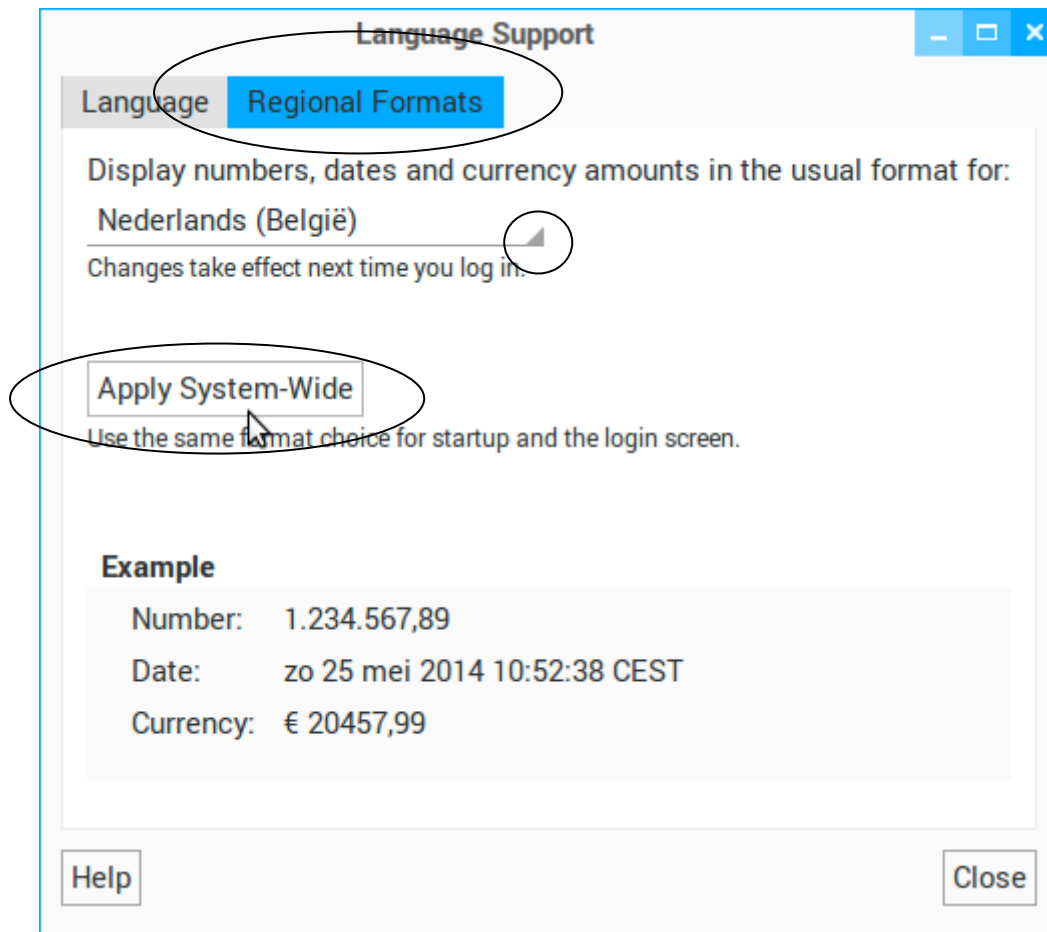 Language Support
Language Regional Formats
Display numbers, dates and currency amounts in the usual format for:
Nederlands (België)
Changes take effect next time you log in.
Apply System-Wide
Use the same format choice for startup and the login screen.
Example
Number: 1.234.567,89
Date: zo 25 mei 2014 10:52:38 CEST
Currency: € 20457,99
Help Close